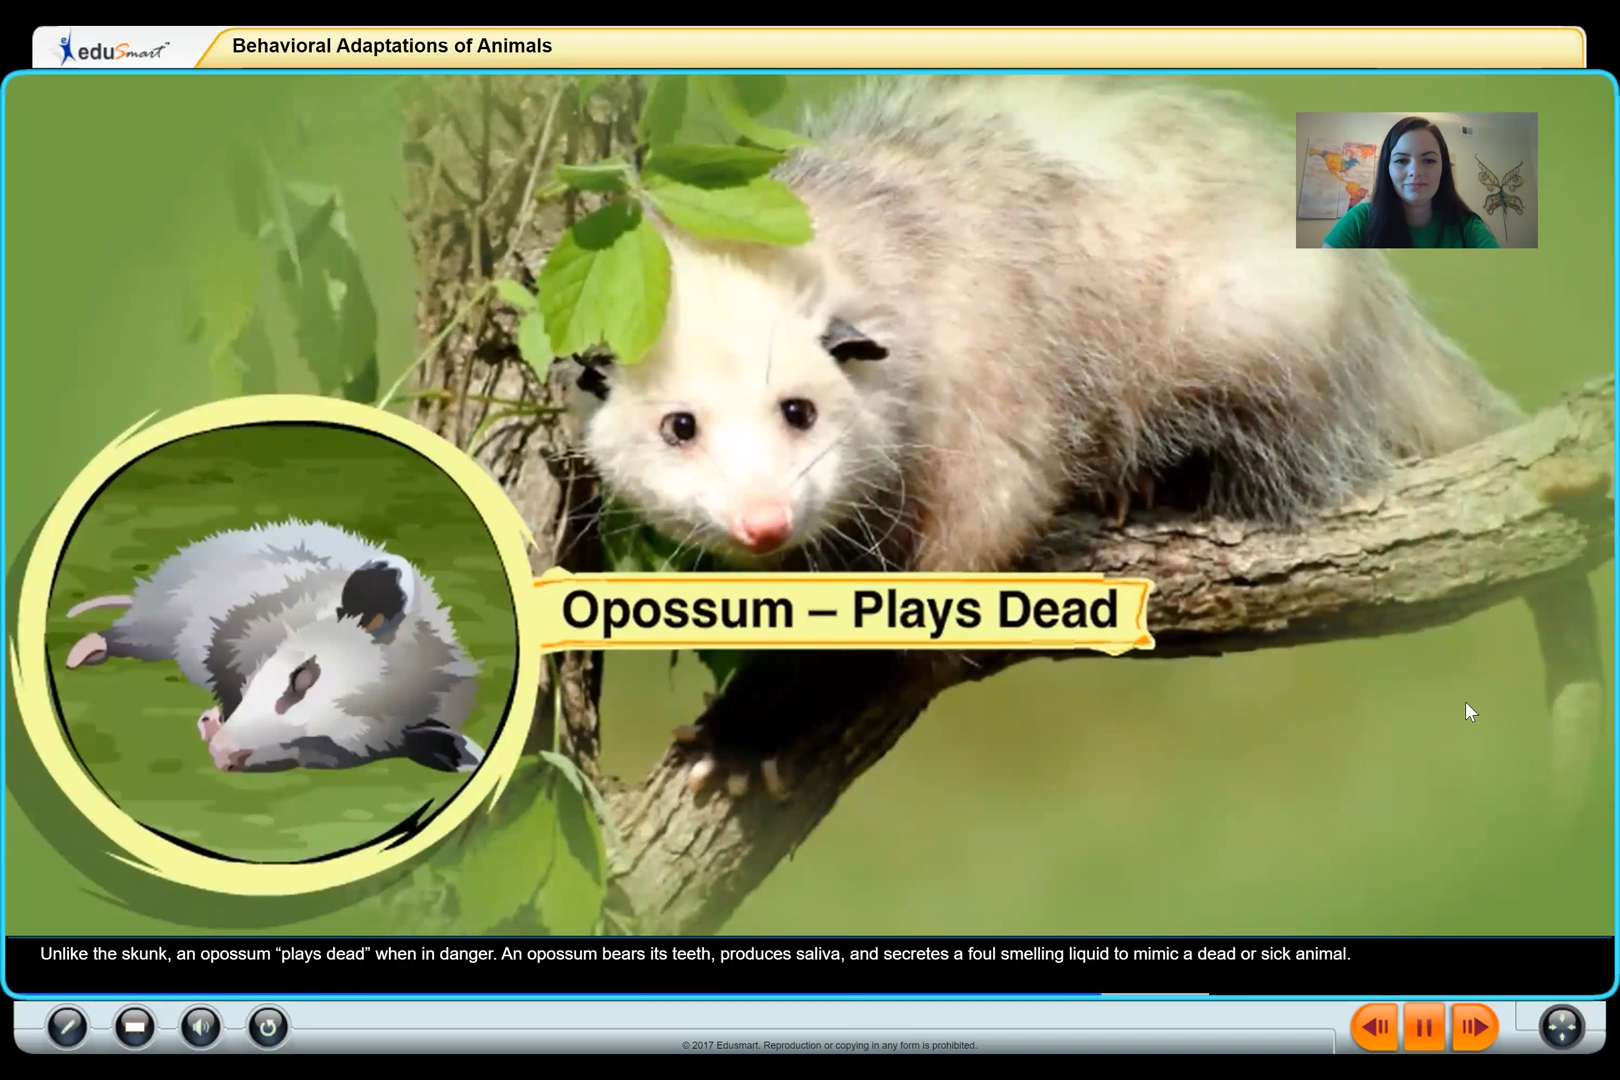 eduSmart™
Behavioral Adaptations of Animals
Opossum – Plays Dead
Unlike the skunk, an opossum “plays dead” when in danger. An opossum bears its teeth, produces saliva, and secretes a foul smelling liquid to mimic a dead or sick animal.
© 2017 Edusmart. Reproduction or copying in any form is prohibited.